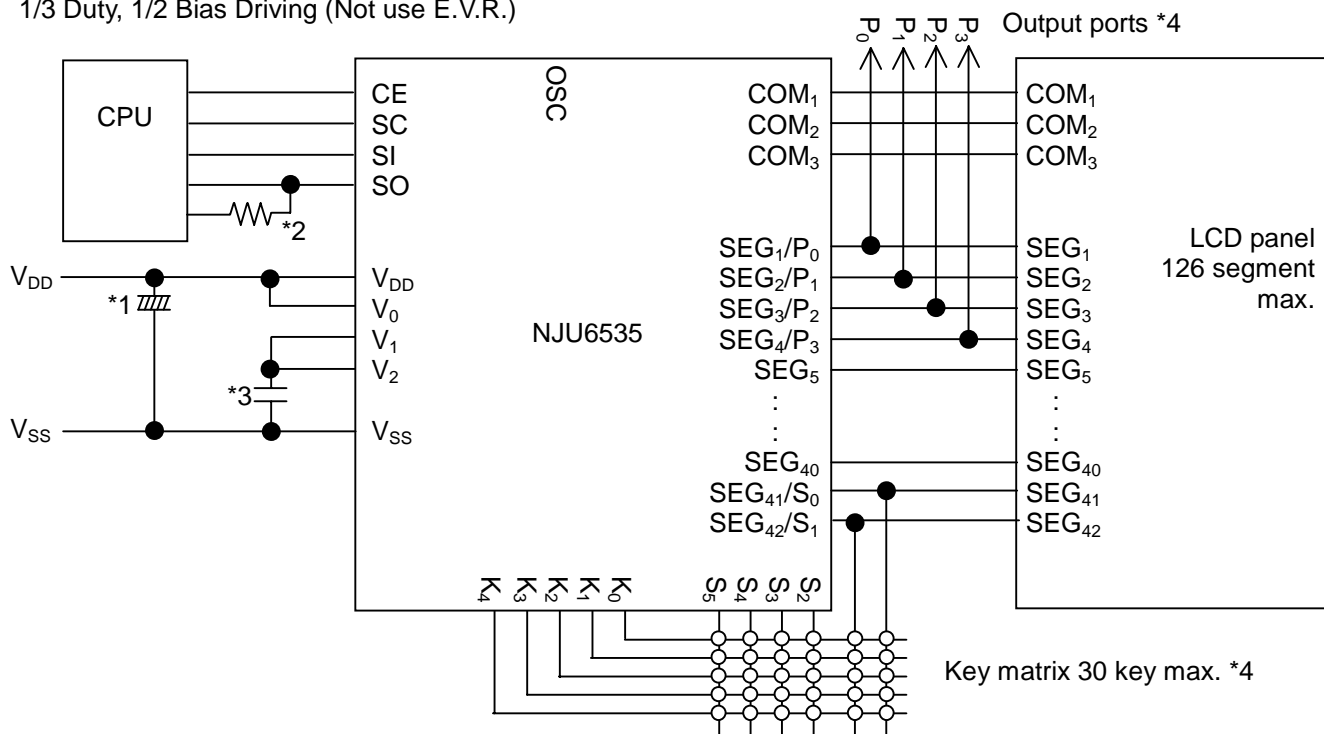 1/3 Duty, 1/2 Bias Driving (Not use E.V.R.)
P0 P1 P2 P3 Output ports *4
CPU
CE
SC
SI
SO
*2
OSC
COM1
COM2
COM3
COM1
COM2
COM3
VDD
*1
VDD
V0
V1
V2
*3
VSS
VSS
NJU6535
SEG1/P0
SEG2/P1
SEG3/P2
SEG4/P3
SEG5
:
:
SEG40
SEG41/S0
SEG42/S1
SEG1
SEG2
SEG3
SEG4
SEG5
:
:
SEG40
SEG41
SEG42
LCD panel
126 segment
max.
K4 K3 K2 K1 K0
S5 S4 S3 S2
Key matrix 30 key max. *4